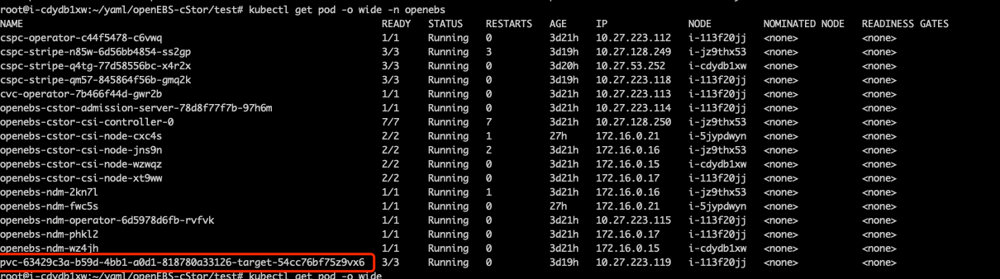 root@i-cdydb1xw:~/yaml/openEBS-cStor/test# kubectl get pod -o wide -n openebs
NAME READY STATUS RESTARTS AGE IP NODE NOMINATED NODE READINESS GATES
cspc-operator-c44f5478-c6vwq 1/1 Running 0 3d21h 10.27.223.112 i-113f20jj <none> <none>
cspc-stripe-n85w-6d56bb4854-ss2gp 3/3 Running 3 3d19h 10.27.128.249 i-jz9thx53 <none> <none>
cspc-stripe-q4tg-77d58556bc-x4r2x 3/3 Running 0 3d20h 10.27.53.252 i-cdydb1xw <none> <none>
cspc-stripe-qm57-845864f56b-gmq2k 3/3 Running 0 3d19h 10.27.223.118 i-113f20jj <none> <none>
cvc-operator-7b466f44d-gwr2b 1/1 Running 0 3d21h 10.27.223.113 i-113f20jj <none> <none>
openebs-cstor-admission-server-78d8f77f7b-97h6m 1/1 Running 0 3d21h 10.27.223.114 i-113f20jj <none> <none>
openebs-cstor-csi-controller-0 7/7 Running 7 3d21h 10.27.128.250 i-jz9thx53 <none> <none>
openebs-cstor-csi-node-cxc4s 2/2 Running 1 27h 172.16.0.21 i-5jypdwyn <none> <none>
openebs-cstor-csi-node-jns9n 2/2 Running 2 3d21h 172.16.0.16 i-jz9thx53 <none> <none>
openebs-cstor-csi-node-wzwqz 2/2 Running 0 3d21h 172.16.0.15 i-cdydb1xw <none> <none>
openebs-cstor-csi-node-xt9ww 2/2 Running 0 3d21h 172.16.0.17 i-113f20jj <none> <none>
openebs-ndm-2kn7l 1/1 Running 1 3d21h 172.16.0.16 i-jz9thx53 <none> <none>
openebs-ndm-fwc5s 1/1 Running 0 27h 172.16.0.21 i-5jypdwyn <none> <none>
openebs-ndm-operator-6d5978d6fb-rvfvk 1/1 Running 0 3d21h 10.27.223.115 i-113f20jj <none> <none>
openebs-ndm-phkl2 1/1 Running 0 3d21h 172.16.0.17 i-113f20jj <none> <none>
openebs-ndm-wz4jh 1/1 Running 0 3d21h 172.16.0.15 i-cdydb1xw <none> <none>
pvc-63429c3a-b59d-4bb1-a0d1-818780a33126-target-54cc76bf75z9vx6 3/3 Running 0 3d19h 10.27.223.119 i-113f20jj <none> <none>
root@i-cdydb1xw:~/yaml/openEBS-cStor/test# kubectl get pod -o wide